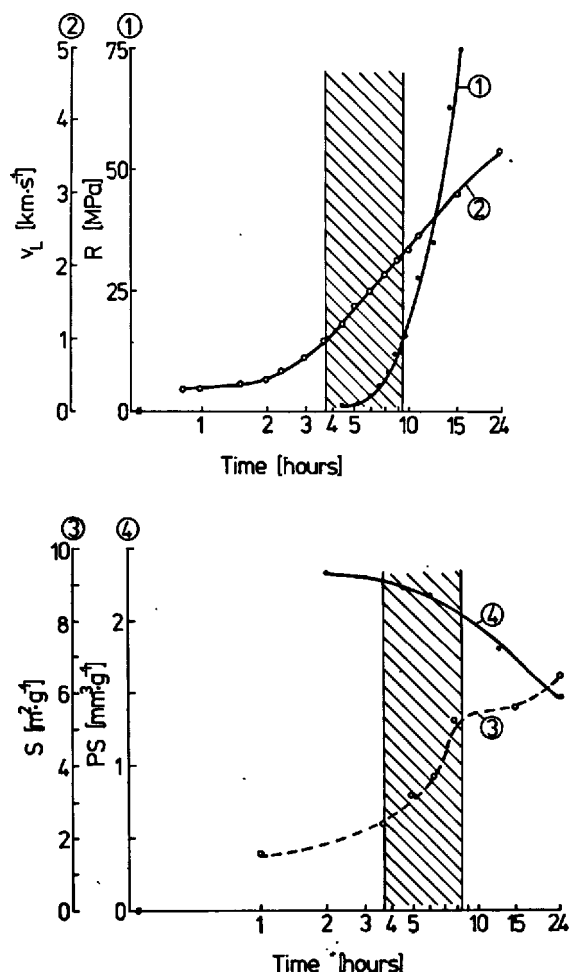 ② ①
5 75
4
3 50
2
25
1
0 0
v_L [km·s⁻¹]
R [MPa]
①
②
1 2 3 4 5 10 15 24
Time [hours]
③ ④
10
8 2
6
4 1
2
0 0
S [m²·g⁻¹]
PS [mm³·g⁻¹]
④
③
1 2 3 4 5 10 15 24
Time [hours]